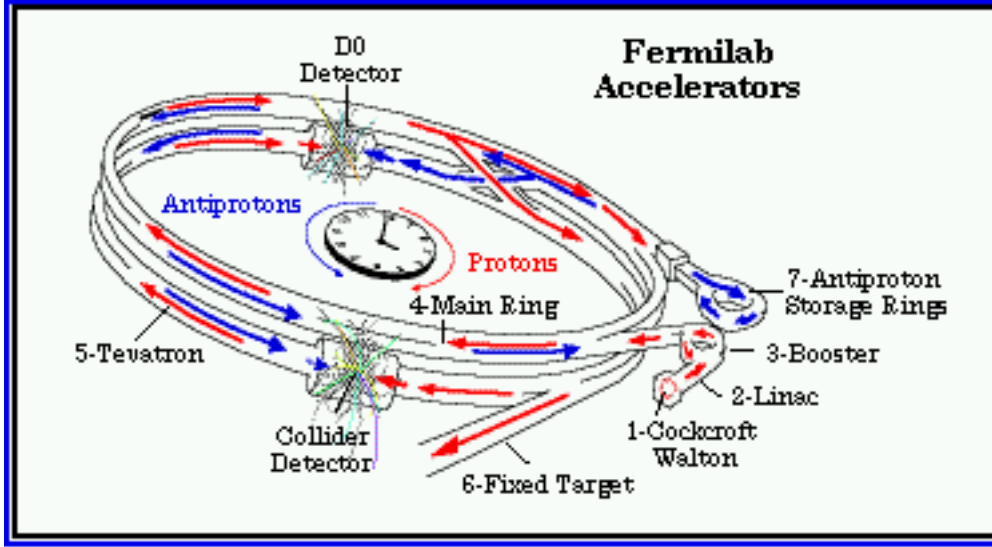 D0
Detector
Fermilab
Accelerators
Antiprotons
Protons
4-Main Ring
7-Antiproton
Storage Rings
5-Tevatron
3-Booster
2-Linac
1-Cockcroft
Walton
Collider
Detector
6-Fixed Target